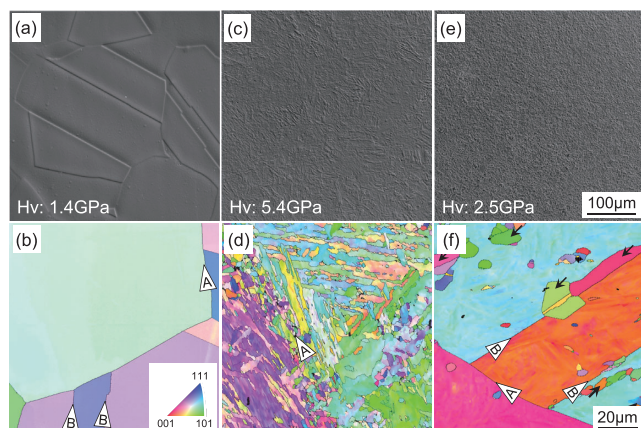 (a)
(c)
(e)
Hv: 1.4GPa
Hv: 5.4GPa
Hv: 2.5GPa
100μm
(b)
(d)
(f)
A
B
B
111
001
101
A
B
A
B
20μm